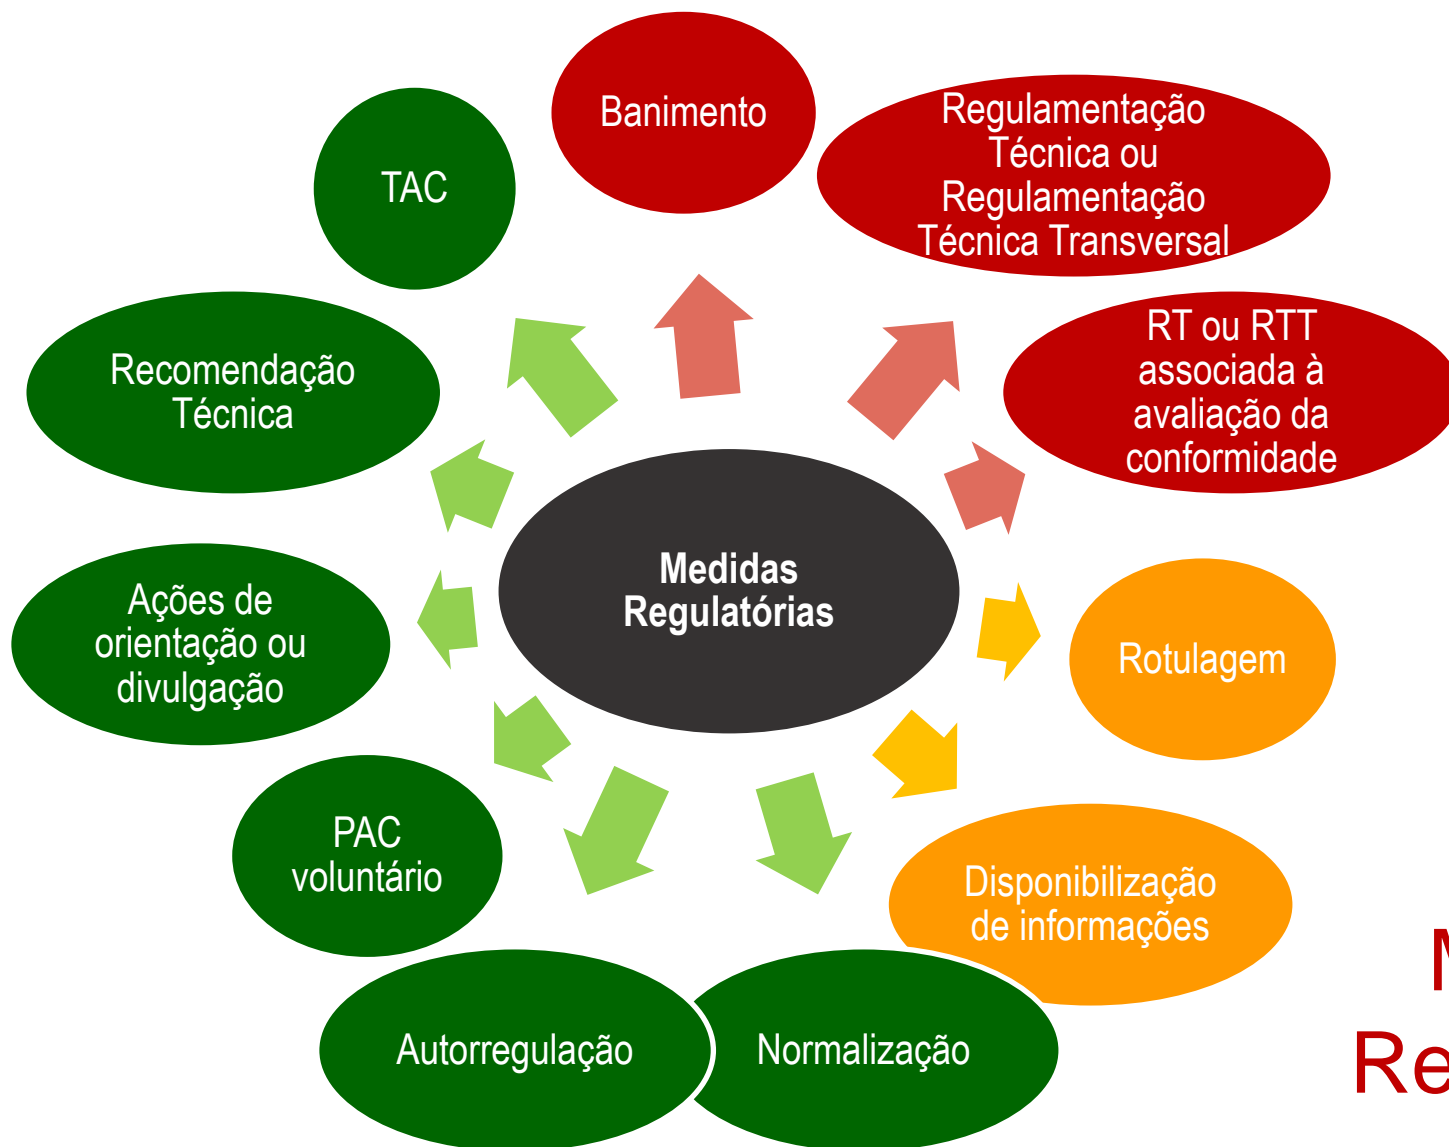 Banimento
Regulamentação
Técnica ou
Regulamentação
Técnica Transversal
TAC
RT ou RTT
associada à
avaliação da
conformidade
Recomendação
Técnica
Medidas
Regulatórias
Ações de
orientação ou
divulgação
Rotulagem
PAC
voluntário
Disponibilização
de informações
Autorregulação
Normalização
Re